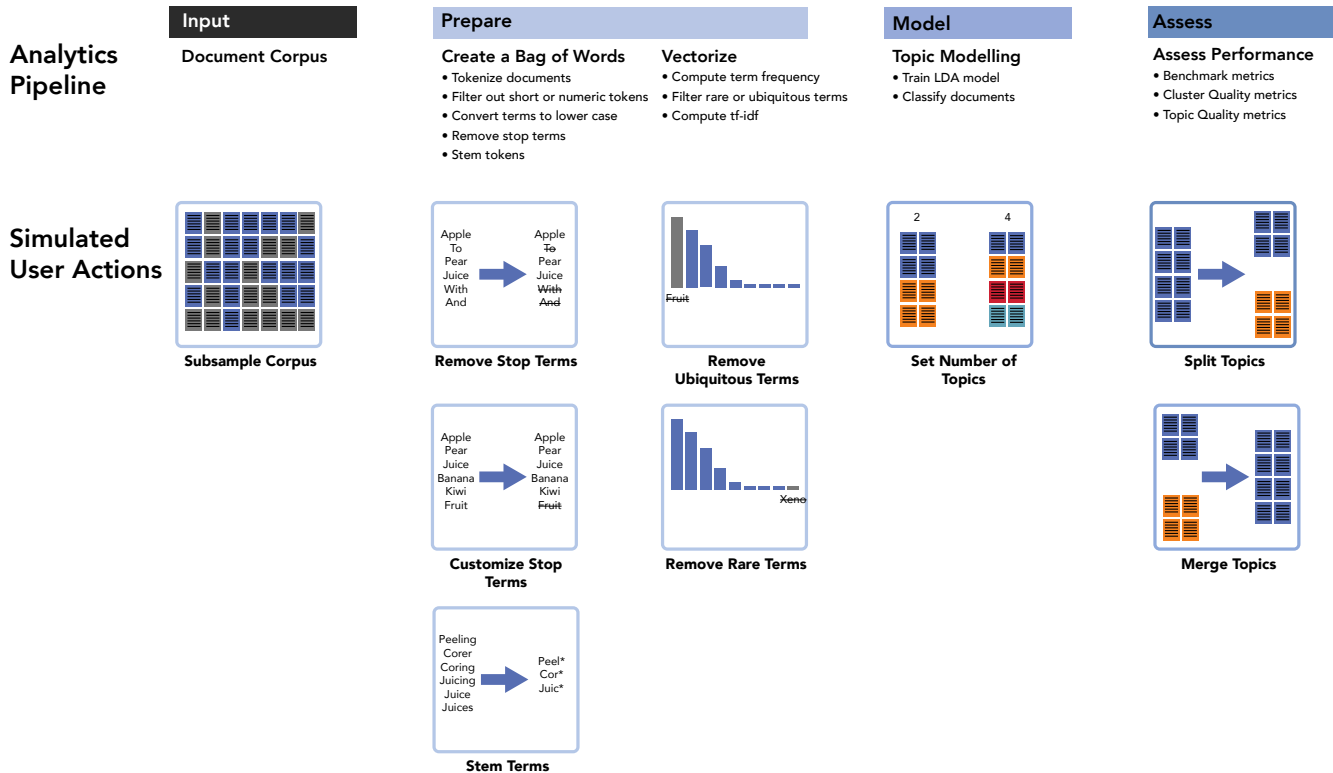 Input
Prepare
Model
Assess
Analytics
Pipeline
Document Corpus
Create a Bag of Words
• Tokenize documents
• Filter out short or numeric tokens
• Convert terms to lower case
• Remove stop terms
• Stem tokens
Vectorize
• Compute term frequency
• Filter rare or ubiquitous terms
• Compute tf-idf
Topic Modelling
• Train LDA model
• Classify documents
Assess Performance
• Benchmark metrics
• Cluster Quality metrics
• Topic Quality metrics
Simulated
User Actions
Subsample Corpus
Apple
To
Pear
Juice
With
And
Apple
To
Pear
Juice
With
And
Remove Stop Terms
Fruit
Remove
Ubiquitous Terms
2
4
Set Number of
Topics
Split Topics
Apple
Pear
Juice
Banana
Kiwi
Fruit
Apple
Pear
Juice
Banana
Kiwi
Fruit
Customize Stop
Terms
Xeno
Remove Rare Terms
Merge Topics
Peeling
Corer
Coring
Juicing
Juice
Juices
Peel*
Cor*
Juic*
Stem Terms